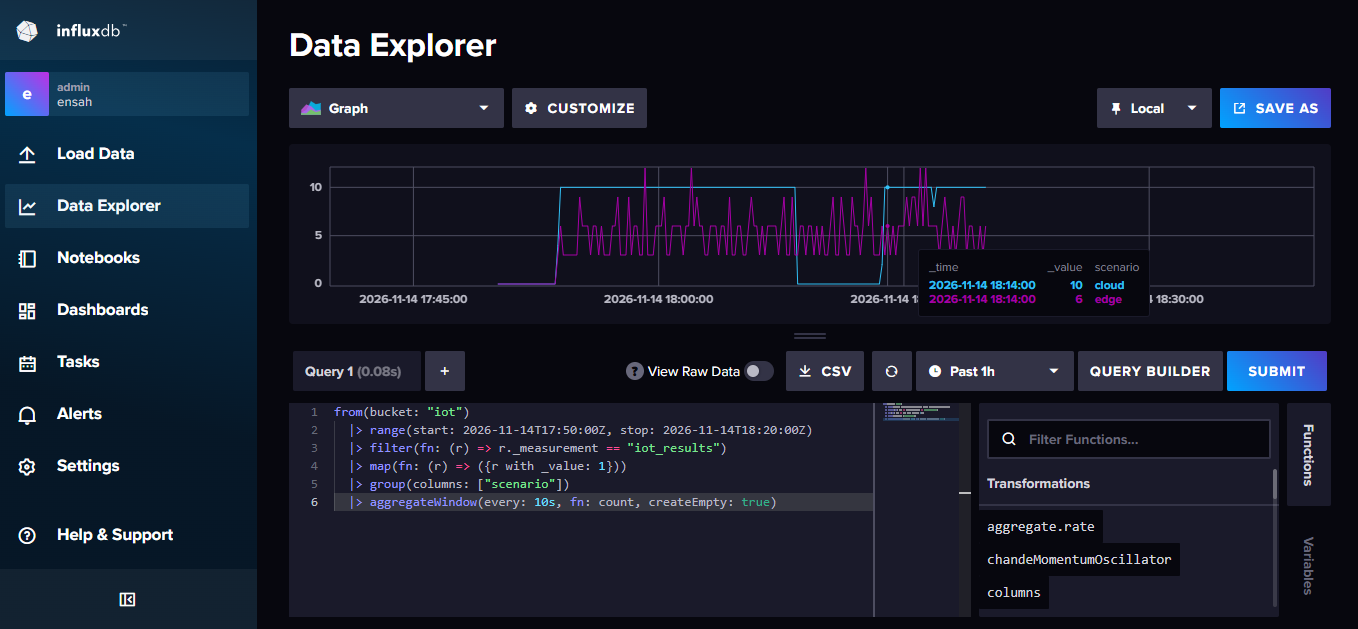 influxdb™
e
admin
ensah
Load Data
Data Explorer
Notebooks
Dashboards
Tasks
Alerts
Settings
Help & Support
Data Explorer
Graph
CUSTOMIZE
Local
SAVE AS
10
5
0
2026-11-14 17:45:00
2026-11-14 18:00:00
2026-11-14 1
18:30:00
_time _value scenario
2026-11-14 18:14:00 10 cloud
2026-11-14 18:14:00 6 edge
Query 1 (0.08s)
+
? View Raw Data
CSV
Past 1h
QUERY BUILDER
SUBMIT
1 from(bucket: "iot")
2 |> range(start: 2026-11-14T17:50:00Z, stop: 2026-11-14T18:20:00Z)
3 |> filter(fn: (r) => r._measurement == "iot_results")
4 |> map(fn: (r) => ({r with _value: 1}))
5 |> group(columns: ["scenario"])
6 |> aggregateWindow(every: 10s, fn: count, createEmpty: true)
Filter Functions...
Transformations
aggregate.rate
chandeMomentumOscillator
columns
Functions
Variables